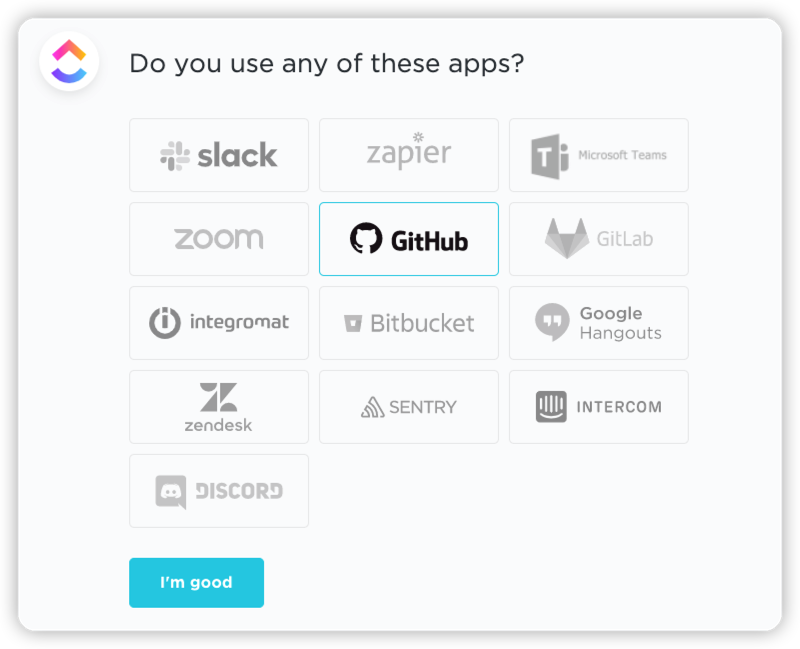 Do you use any of these apps?
slack
zapier
Microsoft Teams
zoom
GitHub
GitLab
integromat
Bitbucket
Google
Hangouts
zendesk
SENTRY
INTERCOM
DISCORD
I'm good